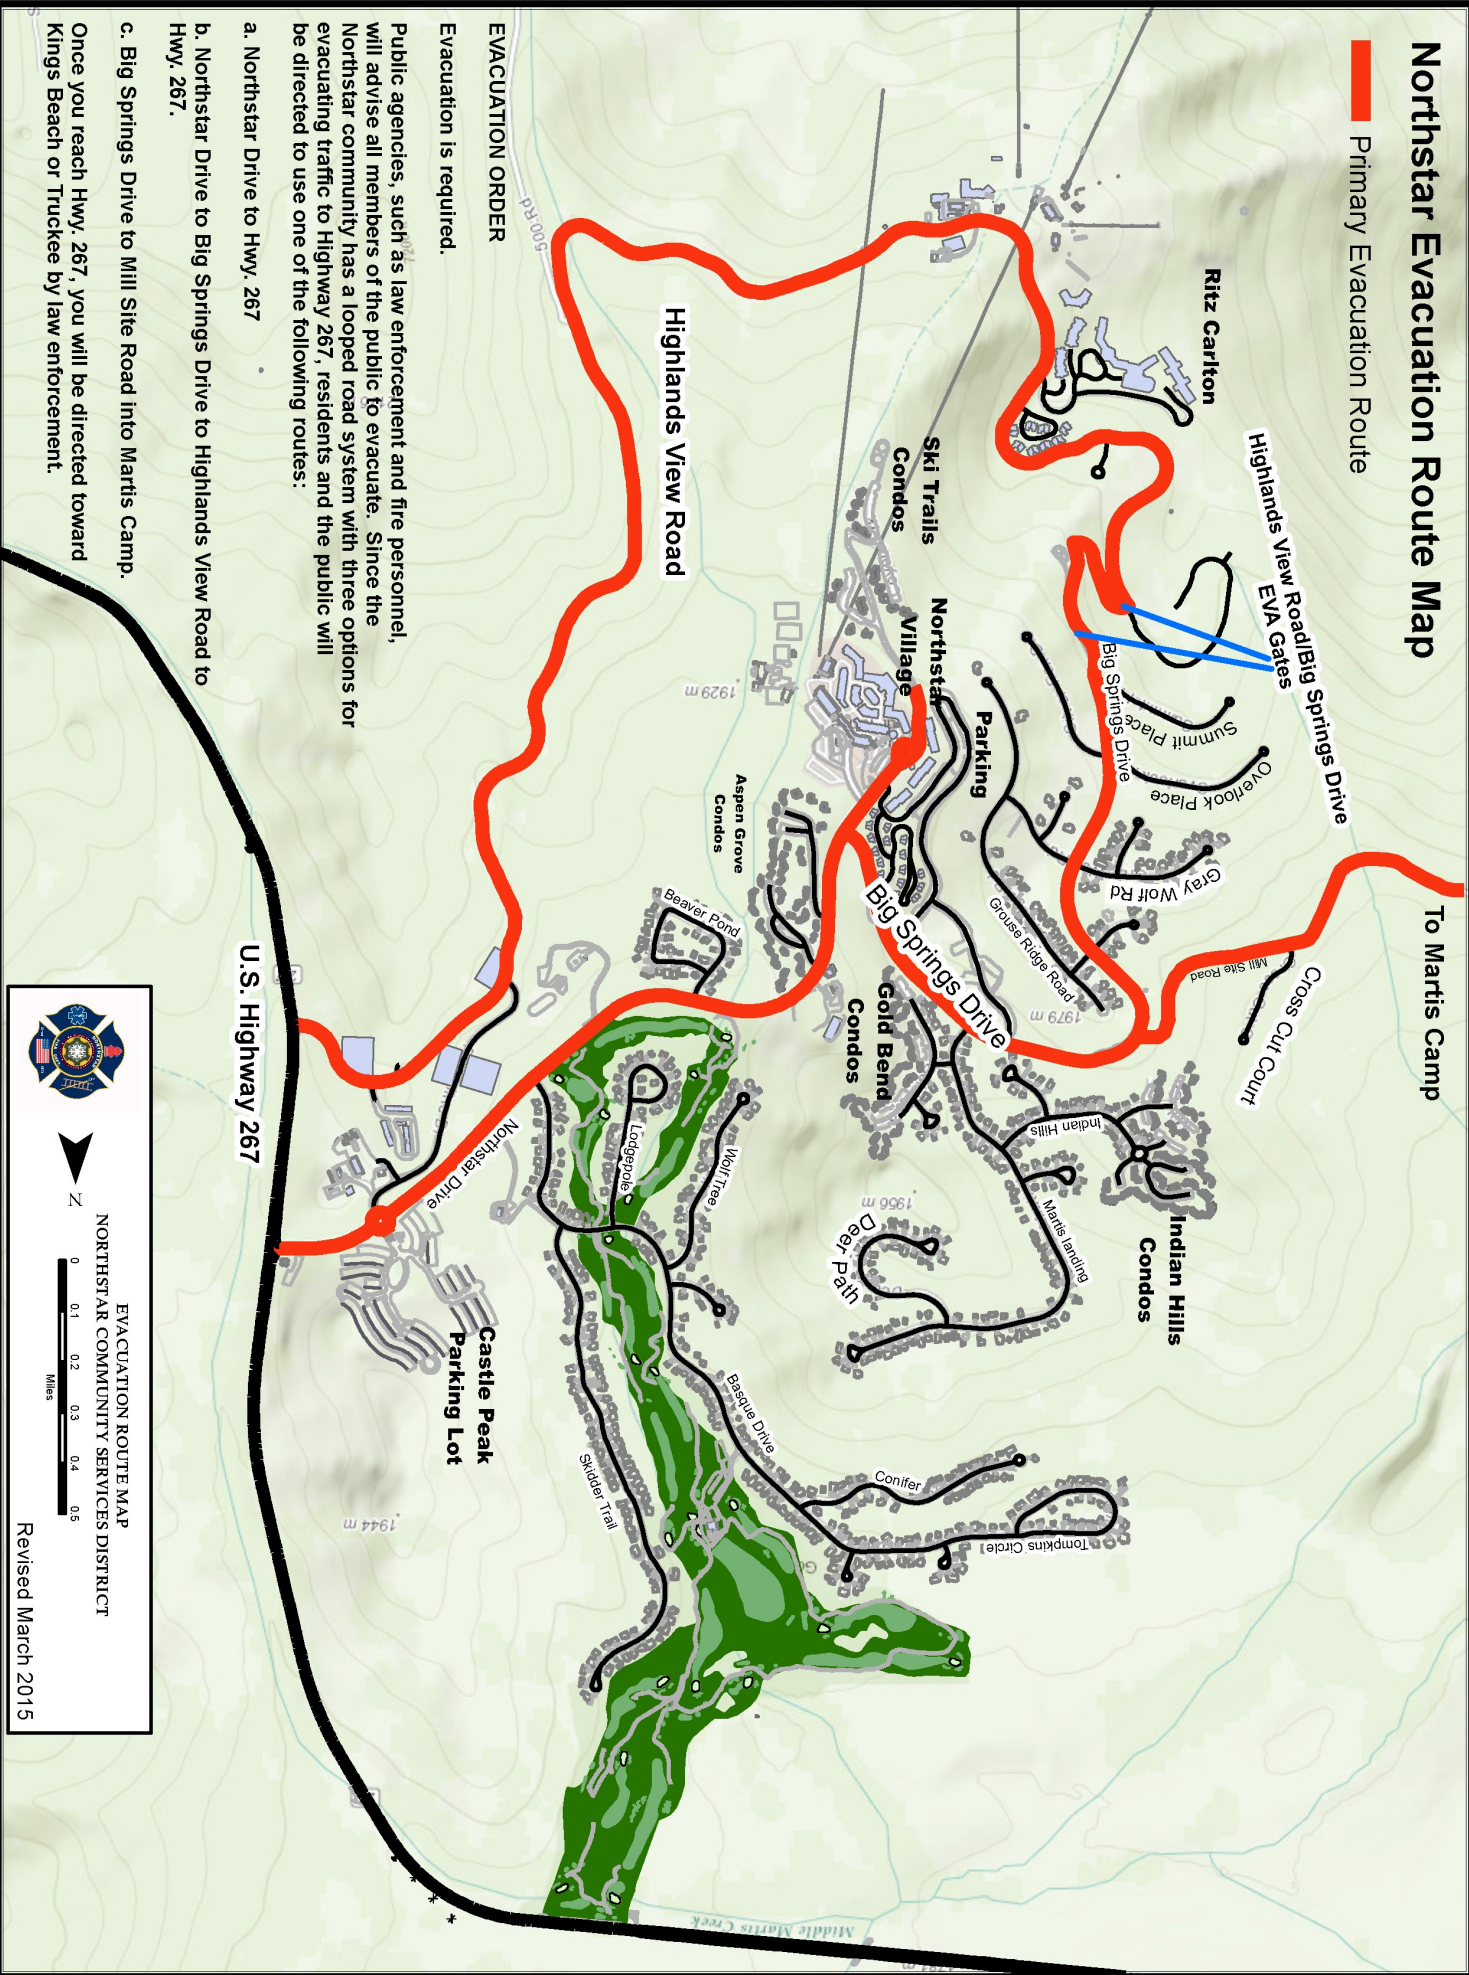 Northstar Evacuation Route Map
Primary Evacuation Route
To Martis Camp
Highlands View Road/Big Springs Drive
EVA Gates
Ritz Carlton
Cross Cut Court
Mill Site Road
Overlook Place
Summit Place
Gray Wolf Rd
Big Springs Drive
Ski Trails
Condos
Northstar
Village
Parking
Grouse Ridge Road
Big Springs Drive
1979 m
Gold Bend
Condos
Indian Hills
Indian Hills
Condos
Martis landing
1956 m
Deer Path
Highlands View Road
1929 m
Aspen Grove
Condos
Beaver Pond
Wolf Tree
Lodgepole
Northstar Drive
Basque Drive
Conifer
Tompkins Circle
Skidder Trail
Castle Peak
Parking Lot
1944 m
Middle Martis Creek
500 Rd
U.S. Highway 267
EVACUATION ORDER
Evacuation is required.
Public agencies, such as law enforcement and fire personnel,
will advise all members of the public to evacuate. Since the
Northstar community has a looped road system with three options for
evacuating traffic to Highway 267, residents and the public will
be directed to use one of the following routes:
a. Northstar Drive to Hwy. 267
b. Northstar Drive to Big Springs Drive to Highlands View Road to
Hwy. 267.
c. Big Springs Drive to Mill Site Road into Martis Camp.
Once you reach Hwy. 267, you will be directed toward
Kings Beach or Truckee by law enforcement.
N
EVACUATION ROUTE MAP
NORTHSTAR COMMUNITY SERVICES DISTRICT
0 0.1 0.2 0.3 0.4 0.5
Miles
Revised March 2015